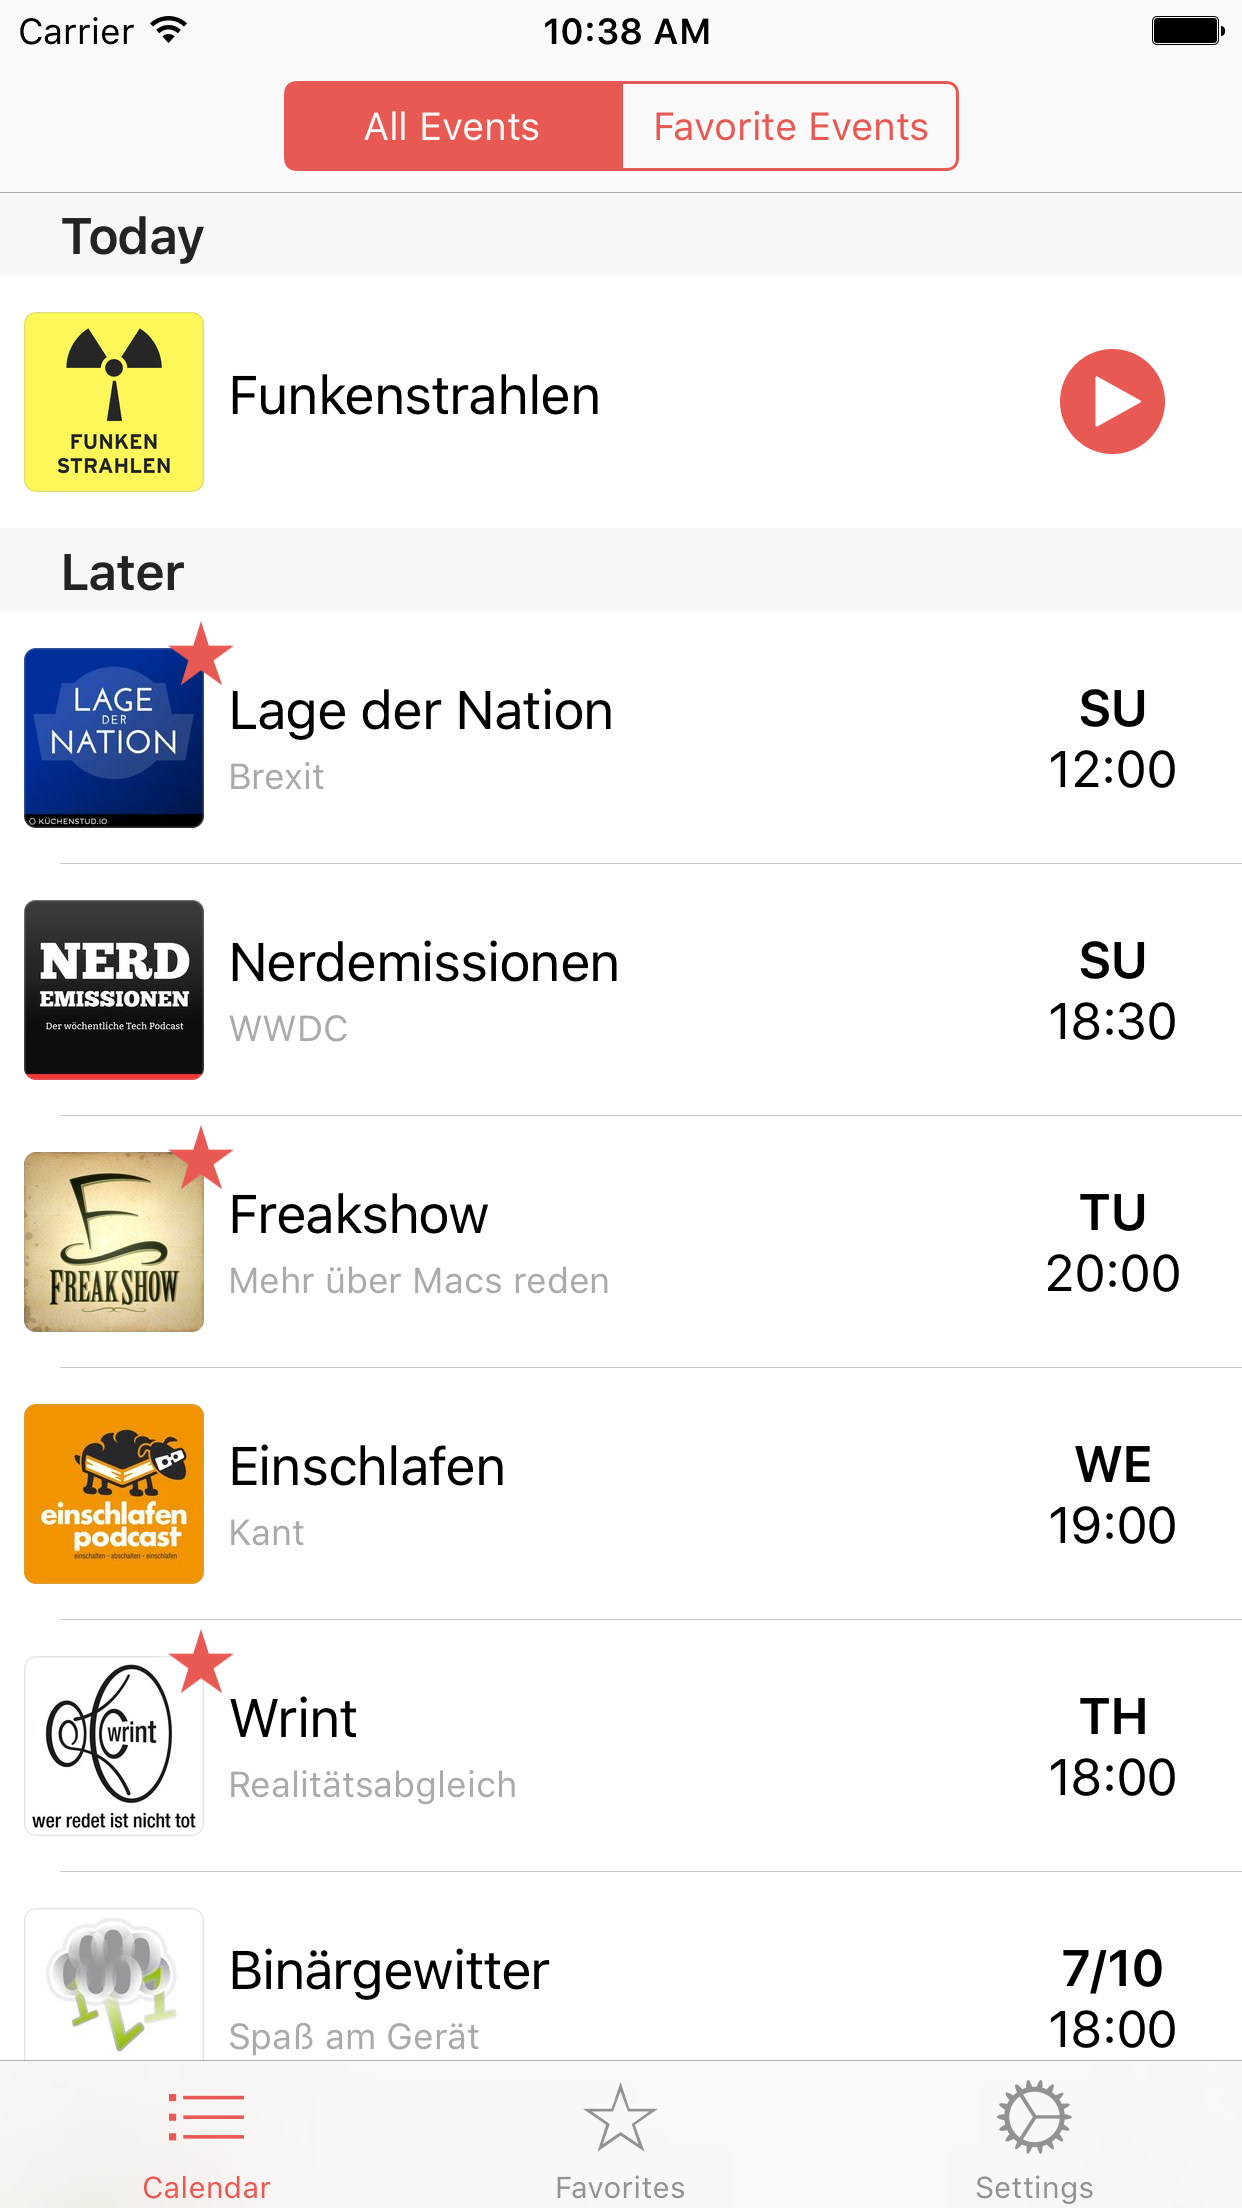 Carrier 10:38 AM
All Events Favorite Events
Today
FUNKEN
STRAHLEN
Funkenstrahlen
Later
LAGE
DER
NATION
KÜCHENSTUD.IO
Lage der Nation
Brexit
SU
12:00
NERD
EMISSIONEN
Der wöchentliche Tech Podcast
Nerdemissionen
WWDC
SU
18:30
FREAK SHOW
Freakshow
Mehr über Macs reden
TU
20:00
einschlafen
podcast
einschalten - abschalten - einschlafen
Einschlafen
Kant
WE
19:00
wrint
wer redet ist nicht tot
Wrint
Realitätsabgleich
TH
18:00
Binärgewitter
Spaß am Gerät
7/10
18:00
Calendar Favorites Settings